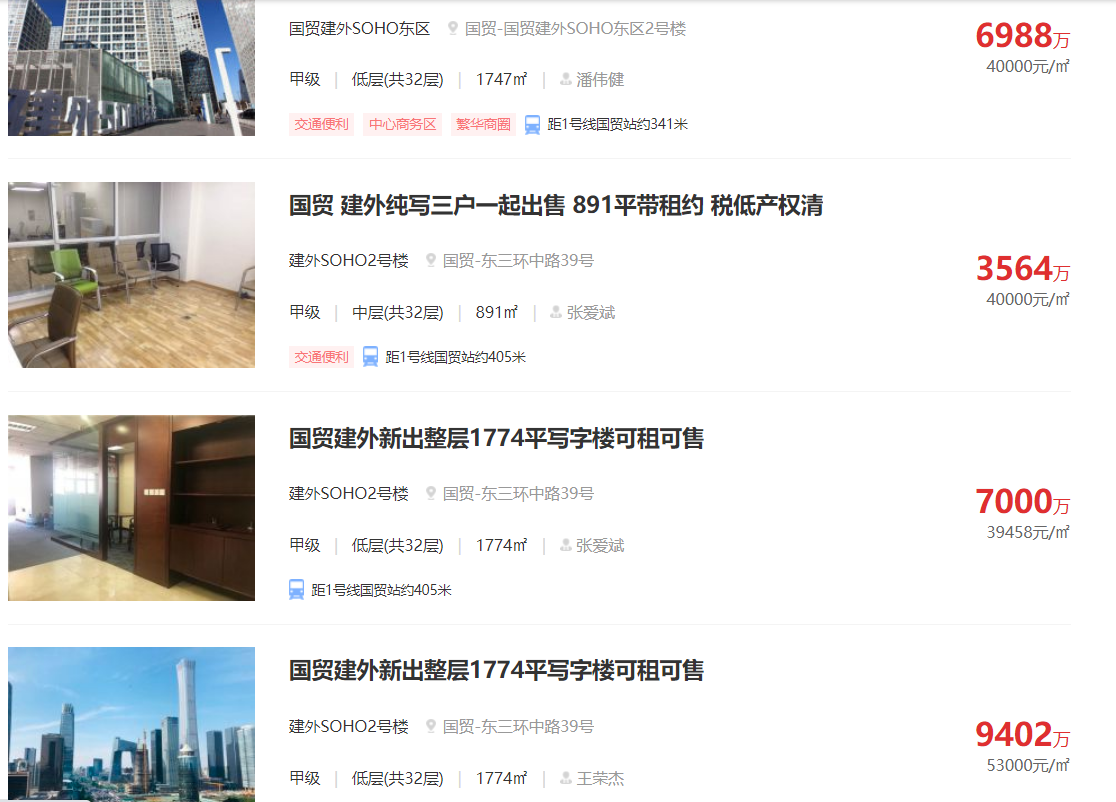 国贸建外SOHO东区 国贸-国贸建外SOHO东区2号楼
6988万
40000元/㎡
甲级 | 低层(共32层) | 1747㎡ | 潘伟健
交通便利 中心商务区 繁华商圈 距1号线国贸站约341米
国贸 建外纯写三户一起出售 891平带租约 税低产权清
建外SOHO2号楼 国贸-东三环中路39号
3564万
40000元/㎡
甲级 | 中层(共32层) | 891㎡ | 张爱斌
交通便利 距1号线国贸站约405米
国贸建外新出整层1774平写字楼可租可售
建外SOHO2号楼 国贸-东三环中路39号
7000万
39458元/㎡
甲级 | 低层(共32层) | 1774㎡ | 张爱斌
距1号线国贸站约405米
国贸建外新出整层1774平写字楼可租可售
建外SOHO2号楼 国贸-东三环中路39号
9402万
53000元/㎡
甲级 | 低层(共32层) | 1774㎡ | 王荣杰